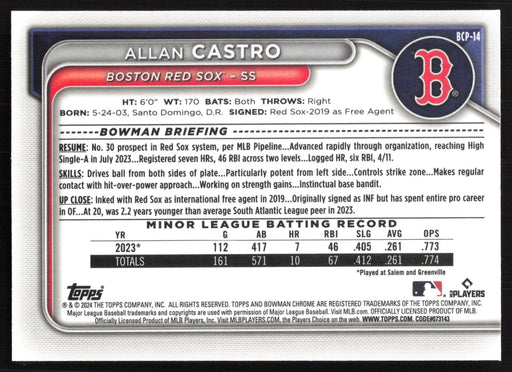 BCP-14
ALLAN CASTRO
BOSTON RED SOX™ – SS
B
HT: 6'0" WT: 170 BATS: Both THROWS: Right
BORN: 5-24-03, Santo Domingo, D.R. SIGNED: Red Sox-2019 as Free Agent
BOWMAN BRIEFING
RESUME: No. 30 prospect in Red Sox system, per MLB Pipeline...Advanced rapidly through organization, reaching High
Single-A in July 2023...Registered seven HRs, 46 RBI across two levels...Logged HR, six RBI, 4/11.
SKILLS: Drives ball from both sides of plate...Particularly potent from left side...Controls strike zone...Makes regular
contact with hit-over-power approach...Working on strength gains...Instinctual base bandit.
UP CLOSE: Inked with Red Sox as international free agent in 2019...Originally signed as INF but has spent entire pro career
in OF...At 20, was 2.2 years younger than average South Atlantic League peer in 2023.
MINOR LEAGUE BATTING RECORD
YR G AB HR RBI SLG AVG OPS
2023* 112 417 7 46 .405 .261 .773
TOTALS 161 571 10 67 .412 .261 .774
*Played at Salem and Greenville
Topps
MLB PLAYERS
® & © 2024 THE TOPPS COMPANY, INC. ALL RIGHTS RESERVED. TOPPS AND BOWMAN CHROME ARE REGISTERED TRADEMARKS OF THE TOPPS COMPANY, INC.
Major League Baseball trademarks and copyrights are used with permission of Major League Baseball. Visit MLB.com. OFFICIALLY LICENSED PRODUCT OF MLB
Officially Licensed Product of MLB Players, Inc. Visit MLBPLAYERS.com, the Players Choice on the web. WWW.TOPPS.COM. CODE#073143